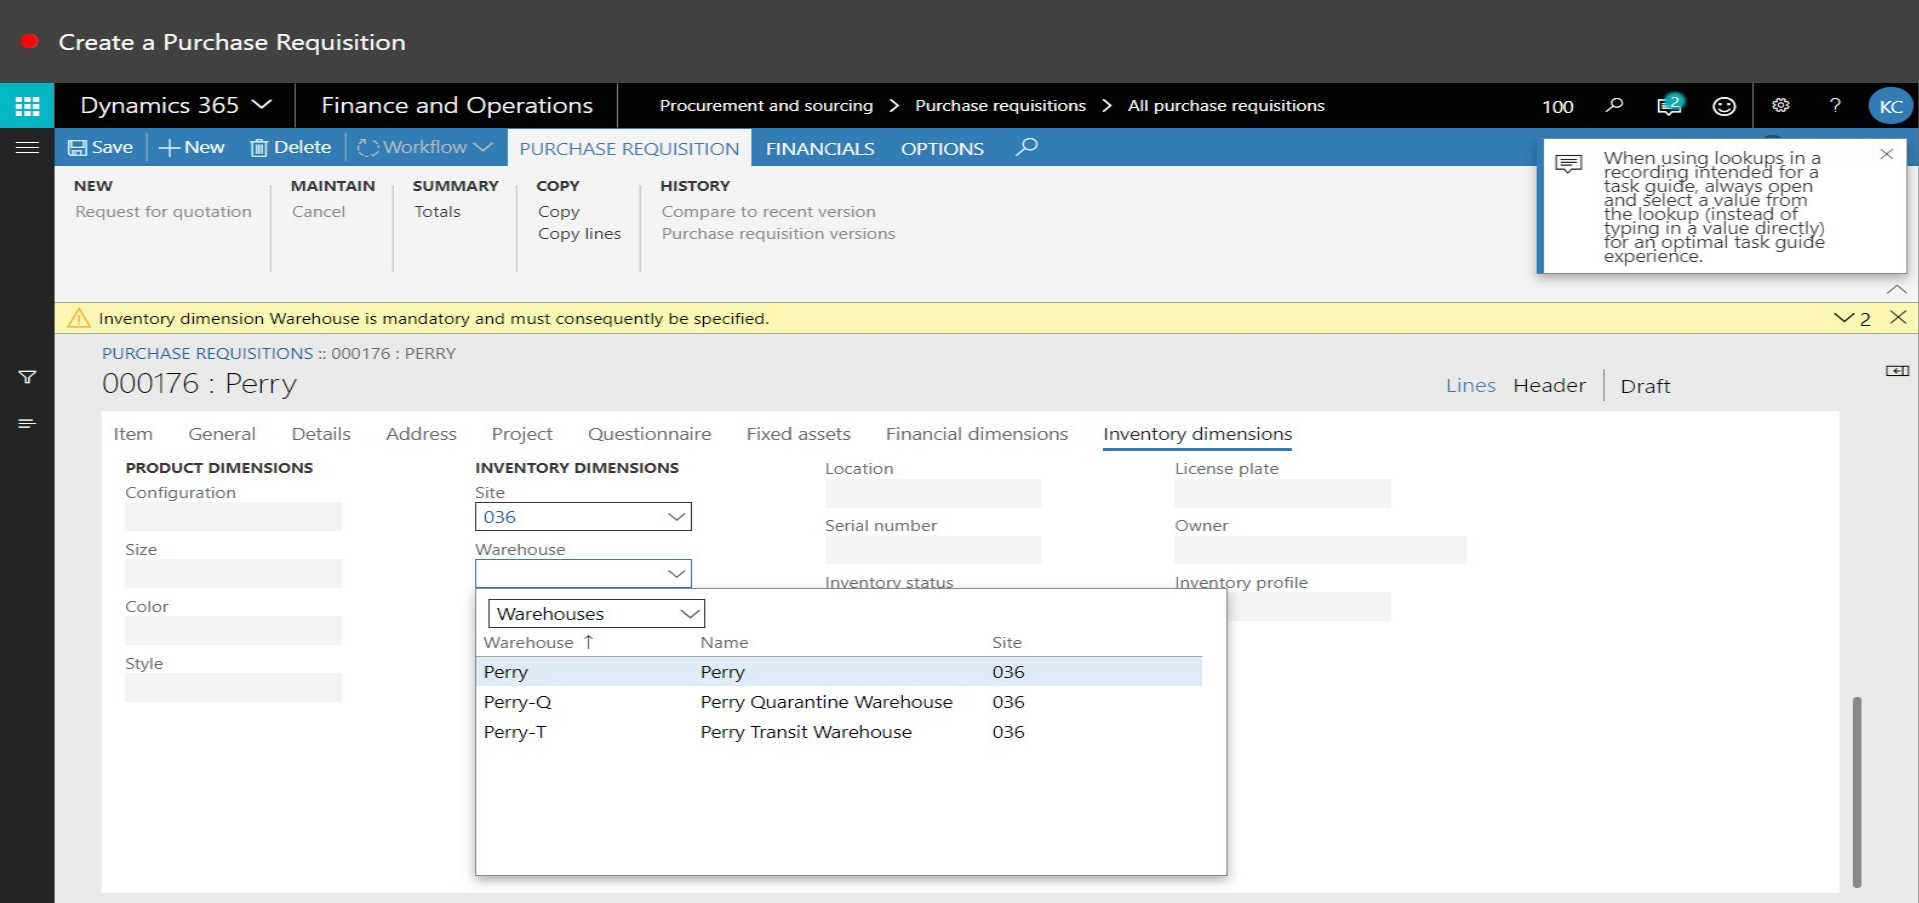 Create a Purchase Requisition
Dynamics 365
Finance and Operations
Procurement and sourcing > Purchase requisitions > All purchase requisitions
100
2
?
KC
Save
New
Delete
Workflow
PURCHASE REQUISITION
FINANCIALS
OPTIONS
NEW
Request for quotation
MAINTAIN
Cancel
SUMMARY
Totals
COPY
Copy
Copy lines
HISTORY
Compare to recent version
Purchase requisition versions
When using lookups in a
recording intended for a
task guide, always open
and select a value from
the lookup (instead of
typing in a value directly)
for an optimal task guide
experience.
Inventory dimension Warehouse is mandatory and must consequently be specified.
2
PURCHASE REQUISITIONS :: 000176 : PERRY
000176 : Perry
Lines
Header
Draft
Item
General
Details
Address
Project
Questionnaire
Fixed assets
Financial dimensions
Inventory dimensions
PRODUCT DIMENSIONS
Configuration
Size
Color
Style
INVENTORY DIMENSIONS
Site
036
Warehouse
Location
Serial number
Inventory status
License plate
Owner
Inventory profile
Warehouses
Warehouse ↑ Name Site
Perry Perry 036
Perry-Q Perry Quarantine Warehouse 036
Perry-T Perry Transit Warehouse 036